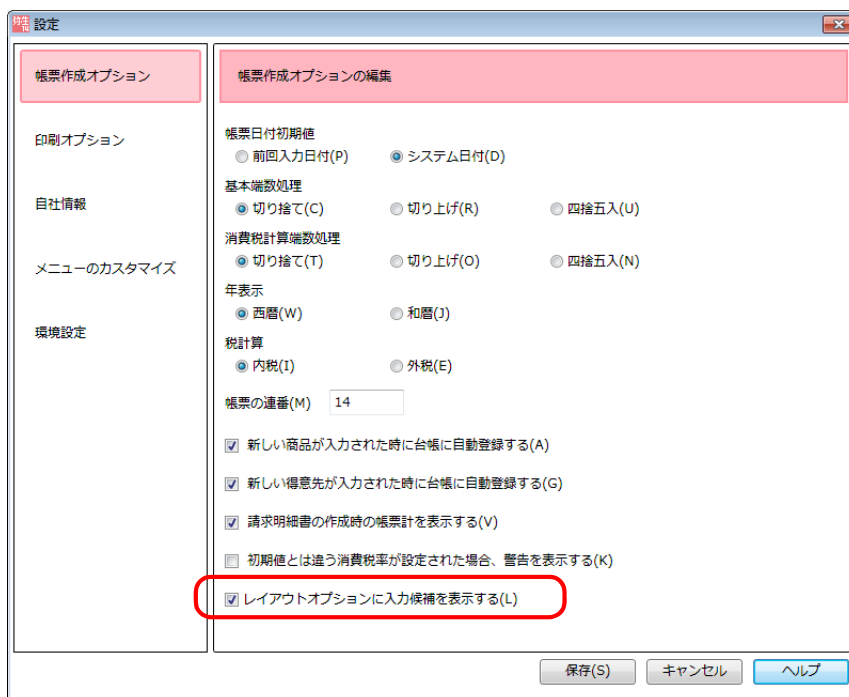 設定
帳票作成オプション
印刷オプション
自社情報
メニューのカスタマイズ
環境設定
帳票作成オプションの編集
帳票日付初期値
前回入力日付(P) システム日付(D)
基本端数処理
切り捨て(C) 切り上げ(R) 四捨五入(U)
消費税計算端数処理
切り捨て(T) 切り上げ(O) 四捨五入(N)
年表示
西暦(W) 和暦(J)
税計算
内税(I) 外税(E)
帳票の連番(M) 14
新しい商品が入力された時に台帳に自動登録する(A)
新しい得意先が入力された時に台帳に自動登録する(G)
請求明細書の作成時の帳票計を表示する(V)
初期値とは違う消費税率が設定された場合、警告を表示する(K)
レイアウトオプションに入力候補を表示する(L)
保存(S) キャンセル ヘルプ